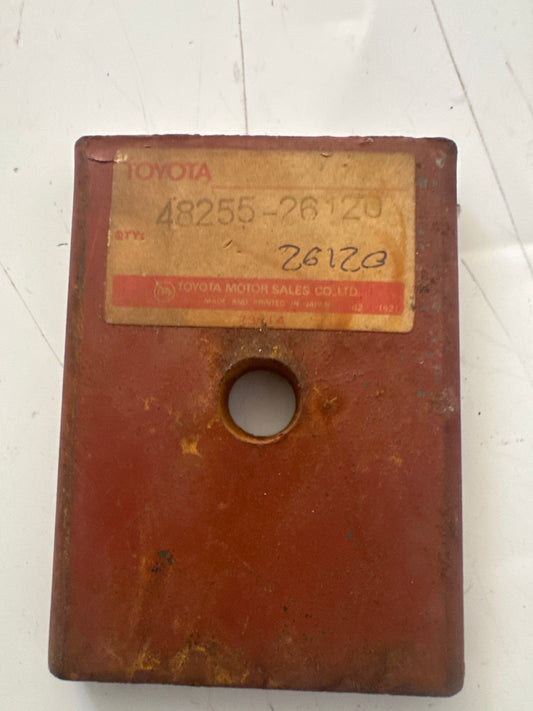 TOYOTA
48255-26120
QTY:
26120
TOYOTA MOTOR SALES CO.,LTD.
MADE AND PRINTED IN JAPAN